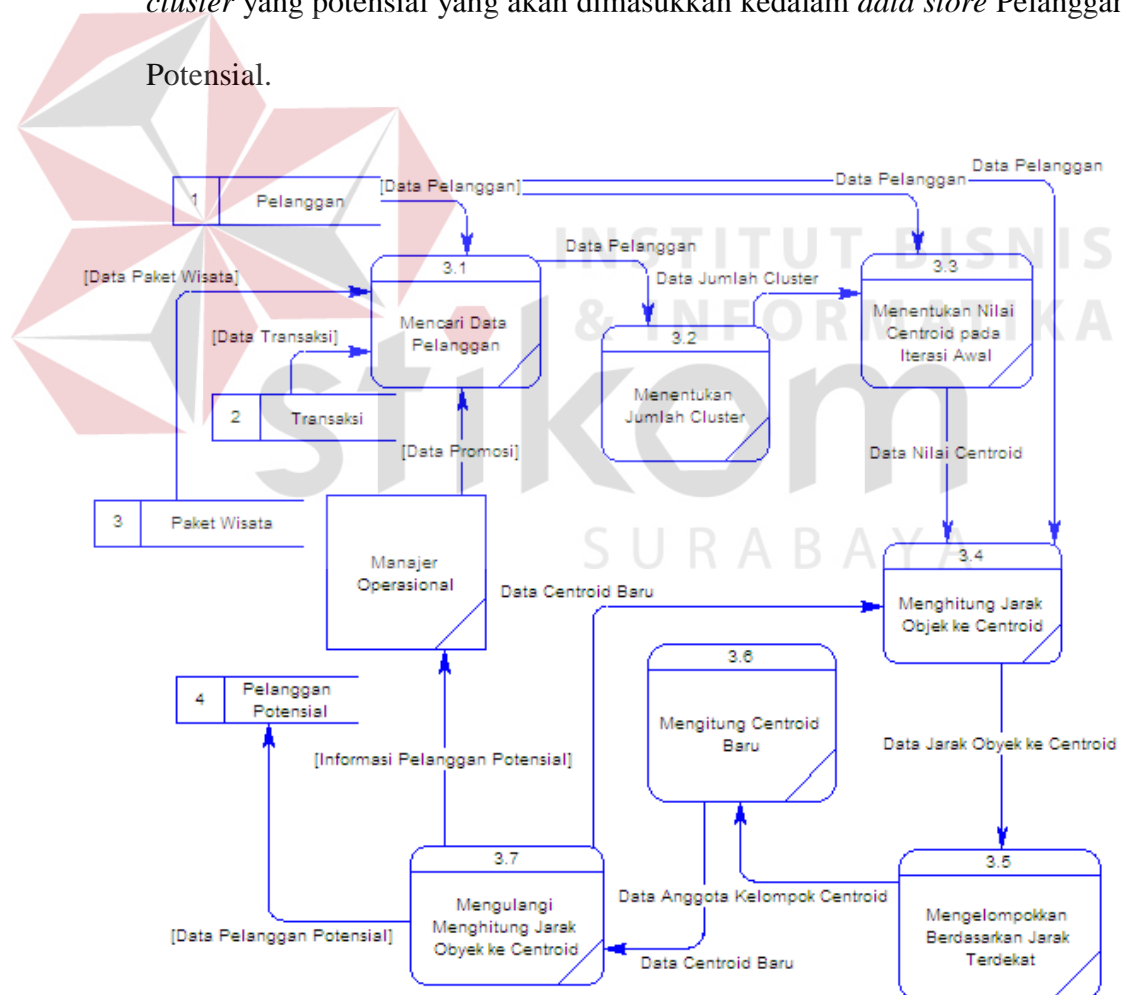 cluster yang potensial yang akan dimasukkan kedalam data store Pelanggan
Potensial.
Data Pelanggan
1 Pelanggan
[Data Pelanggan]
Data Pelanggan
Data Pelanggan
[Data Paket Wisata]
3.1
Mencari Data
Pelanggan
Data Jumlah Cluster
3.3
Menentukan Nilai
Centroid pada
Iterasi Awal
INSTITUT BISNIS
& INFORMATIKA
stikom
SURABAYA
[Data Transaksi]
3.2
Menentukan
Jumlah Cluster
2 Transaksi
[Data Promosi]
Data Nilai Centroid
3 Paket Wisata
Manajer
Operasional
3.4
Menghitung Jarak
Objek ke Centroid
Data Centroid Baru
3.6
Mengitung Centroid
Baru
4 Pelanggan
Potensial
[Informasi Pelanggan Potensial]
Data Jarak Obyek ke Centroid
3.7
Mengulangi
Menghitung Jarak
Obyek ke Centroid
3.5
Mengelompokkan
Berdasarkan Jarak
Terdekat
Data Anggota Kelompok Centroid
[Data Pelanggan Potensial]
Data Centroid Baru